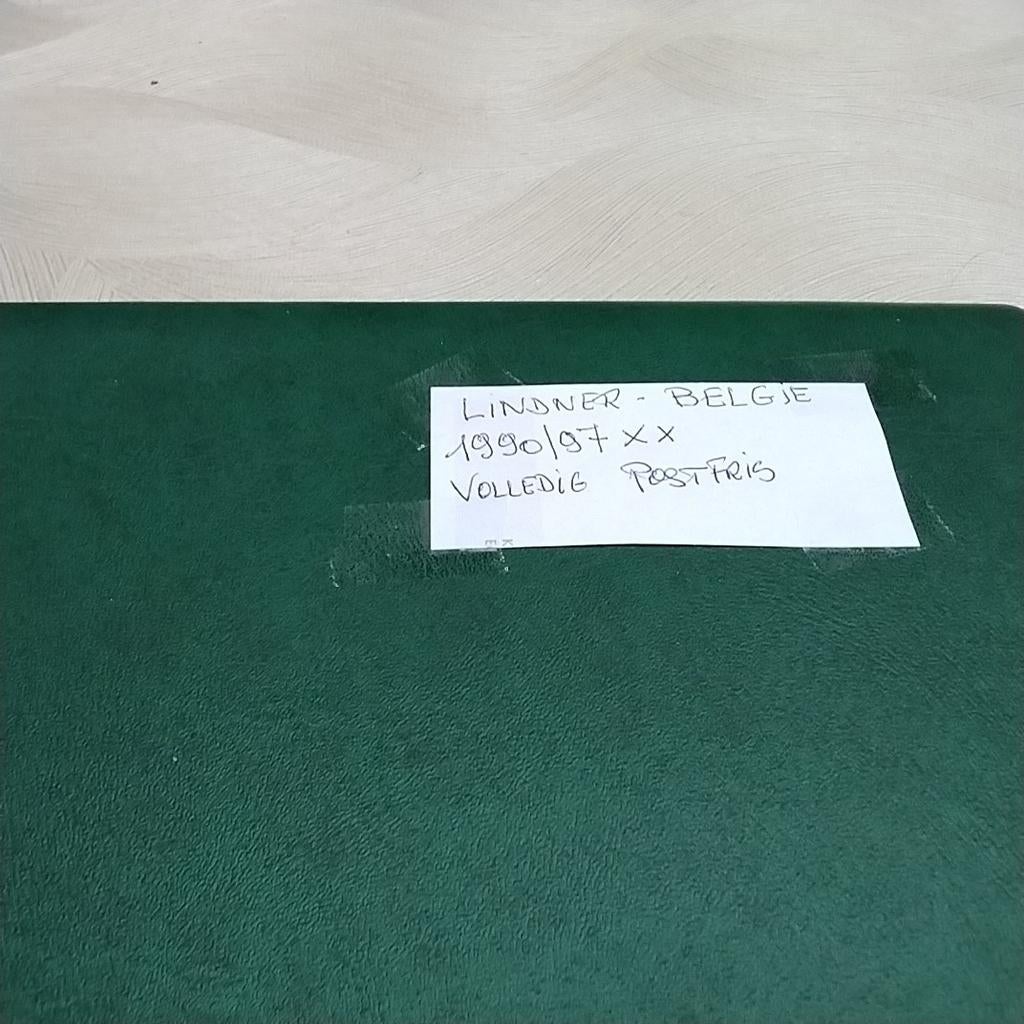 LINDNER - BELGIE
1990/97 XX
VOLLEDIG POSTFRIS
K
E